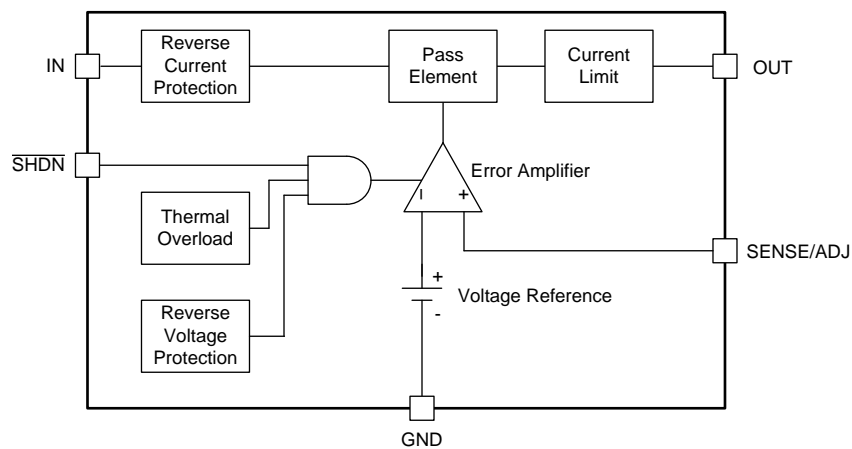 Reverse
Current
Protection
Pass
Element
Current
Limit
IN
OUT
SHDN
Error Amplifier
- +
Thermal
Overload
SENSE/ADJ
+
Voltage Reference
-
Reverse
Voltage
Protection
GND